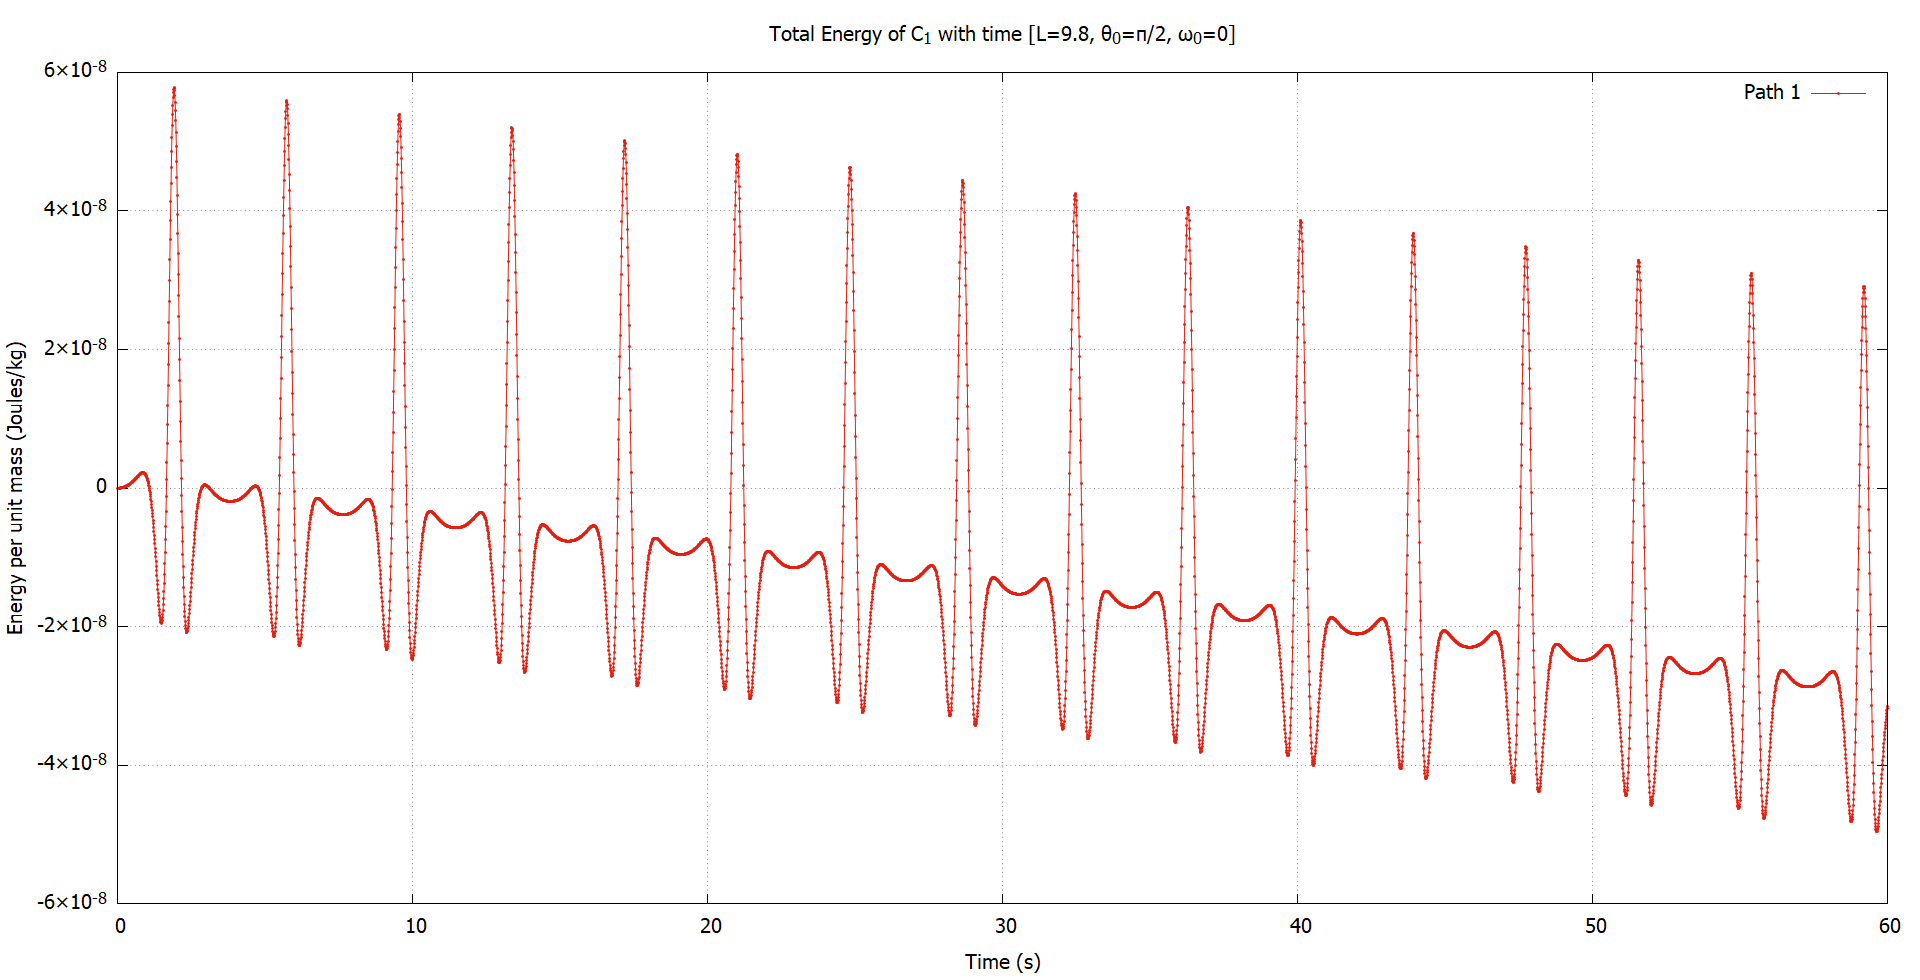 Total Energy of C₁ with time [L=9.8, θ₀=π/2, ω₀=0]
Path 1
6×10⁻⁸
4×10⁻⁸
2×10⁻⁸
0
-2×10⁻⁸
-4×10⁻⁸
-6×10⁻⁸
Energy per unit mass (Joules/kg)
0 10 20 30 40 50 60
Time (s)